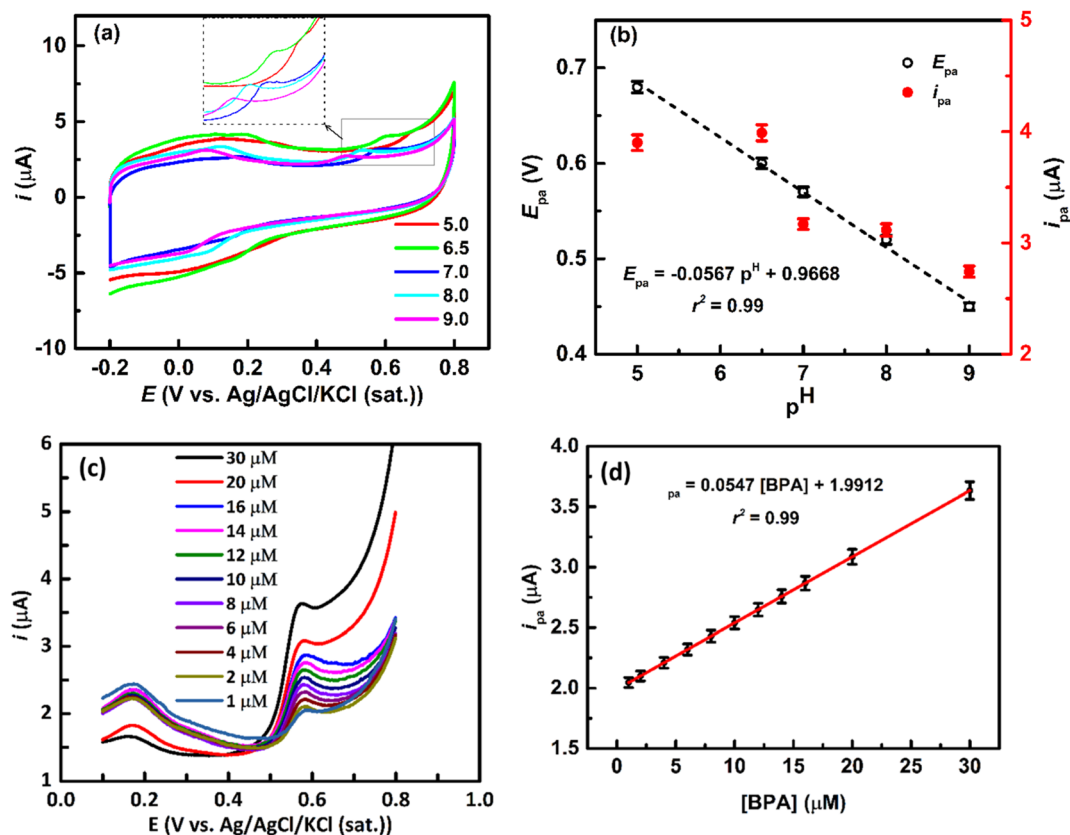 (a)
10
5
0
-5
-10
i (μA)
5.0
6.5
7.0
8.0
9.0
-0.2 0.0 0.2 0.4 0.6 0.8
E (V vs. Ag/AgCl/KCl (sat.)
(b)
Epa
ipa
0.7
0.6
0.5
0.4
Epa (V)
5
4
3
2
ipa (μA)
Epa = -0.0567 pH + 0.9668
r² = 0.99
5 6 7 8 9
pH
(c)
6
5
4
3
2
1
i (μA)
30 μM
20 μM
16 μM
14 μM
12 μM
10 μM
8 μM
6 μM
4 μM
2 μM
1 μM
0.0 0.2 0.4 0.6 0.8 1.0
E (V vs. Ag/AgCl/KCl (sat.)
(d)
4.0
3.5
3.0
2.5
2.0
1.5
ipa (μA)
pa = 0.0547 [BPA] + 1.9912
r² = 0.99
0 5 10 15 20 25 30
[BPA] (μM)